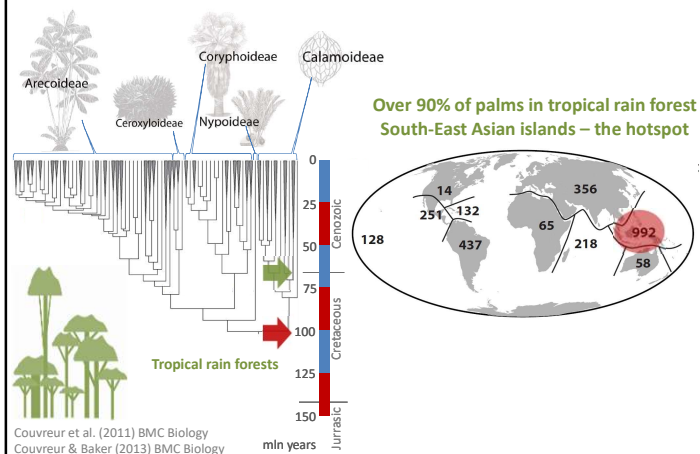 Coryphoideae
Calamoideae
Arecoideae
Ceroxyloideae
Nypoideae
0
25
50
75
100
125
150
Cenozoic
Cretaceous
Jurrasic
mln years
Tropical rain forests
Couvreur et al. (2011) BMC Biology
Couvreur & Baker (2013) BMC Biology
Over 90% of palms in tropical rain forest
South-East Asian islands – the hotspot
14
356
251
132
65
992
128
437
218
58